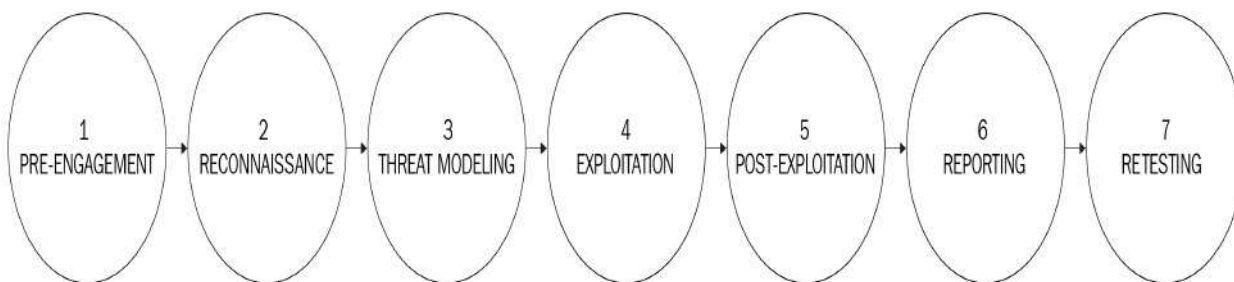 1
PRE-ENGAGEMENT
2
RECONNAISSANCE
3
THREAT MODELING
4
EXPLOITATION
5
POST-EXPLOITATION
6
REPORTING
7
RETESTING